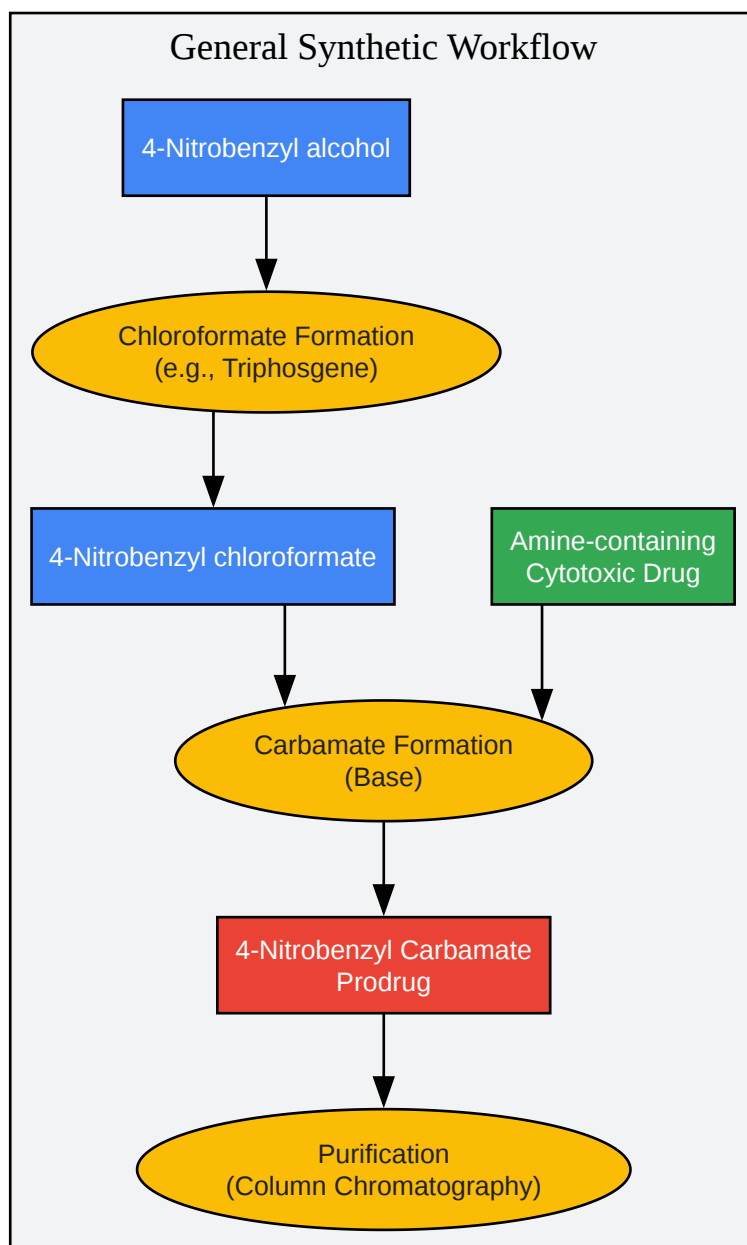 General Synthetic Workflow
4-Nitrobenzyl alcohol
Chloroformate Formation
(e.g., Triphosgene)
4-Nitrobenzyl chloroformate
Amine-containing
Cytotoxic Drug
Carbamate Formation
(Base)
4-Nitrobenzyl Carbamate
Prodrug
Purification
(Column Chromatography)